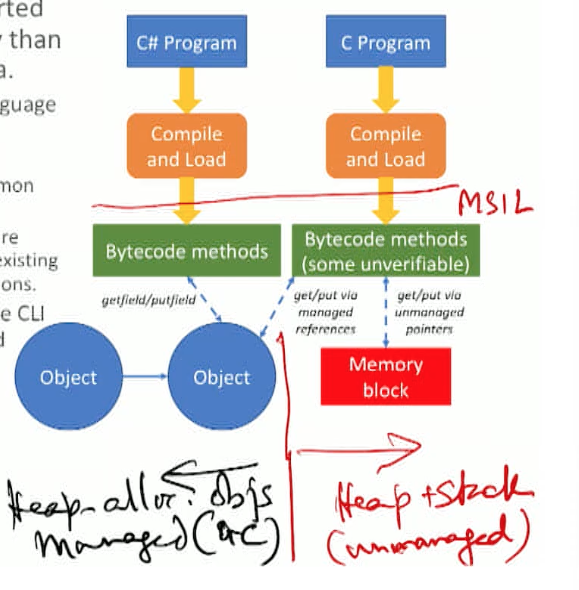 rted
than
a.
guage
mon
re
existing
ons.
e CLI
d
C# Program
C Program
Compile
and Load
Compile
and Load
MSIL
Bytecode methods
Bytecode methods
(some unverifiable)
getfield/putfield
get/put via
managed
references
get/put via
unmanaged
pointers
Object
Object
Memory
block
Heap-alloc. Objs
Managed (GC)
Heap + Stack
(unmanaged)